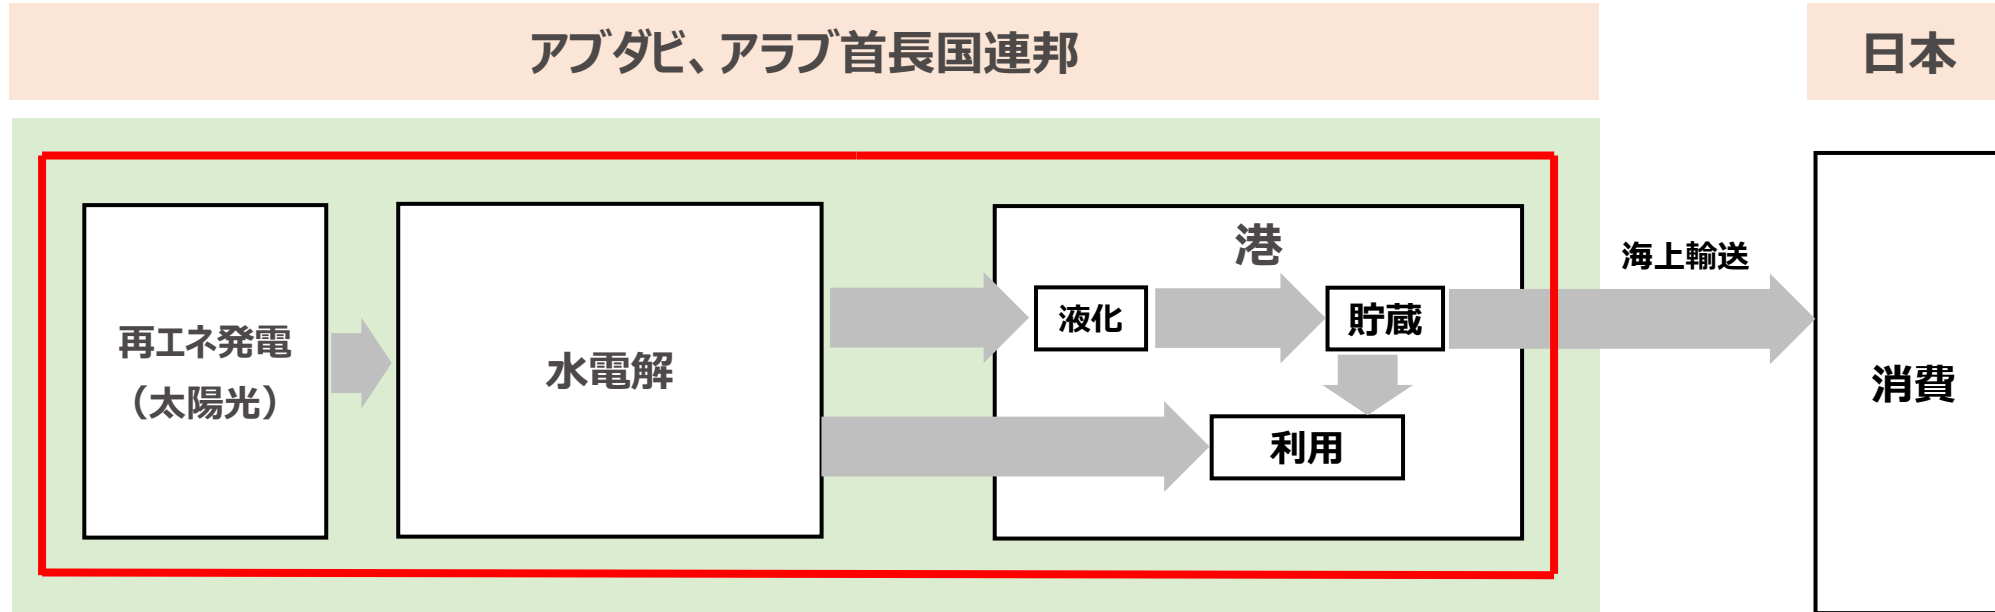 アブダビ、アラブ首長国連邦
日本
再エネ発電
（太陽光）
水電解
港
液化
貯蔵
利用
海上輸送
消費